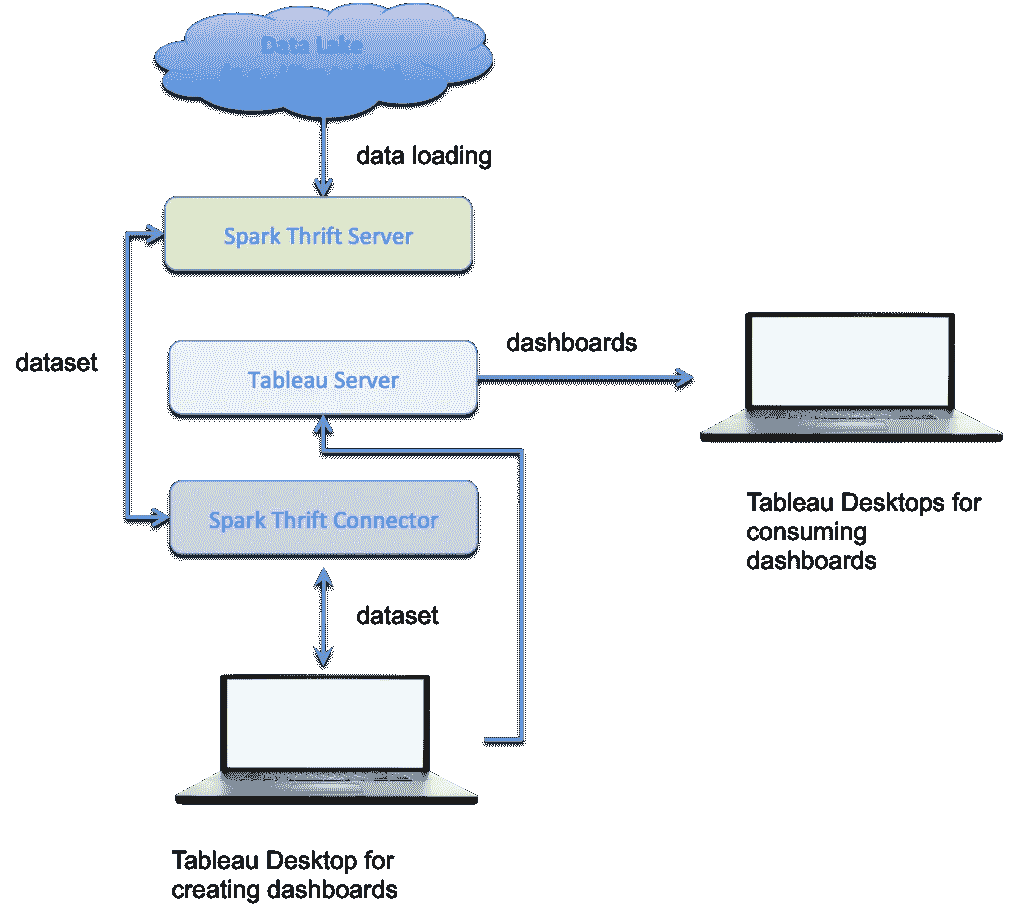 Data Lake
data loading
Spark Thrift Server
dataset
dashboards
Tableau Server
Spark Thrift Connector
Tableau Desktops for
consuming
dashboards
dataset
Tableau Desktop for
creating dashboards